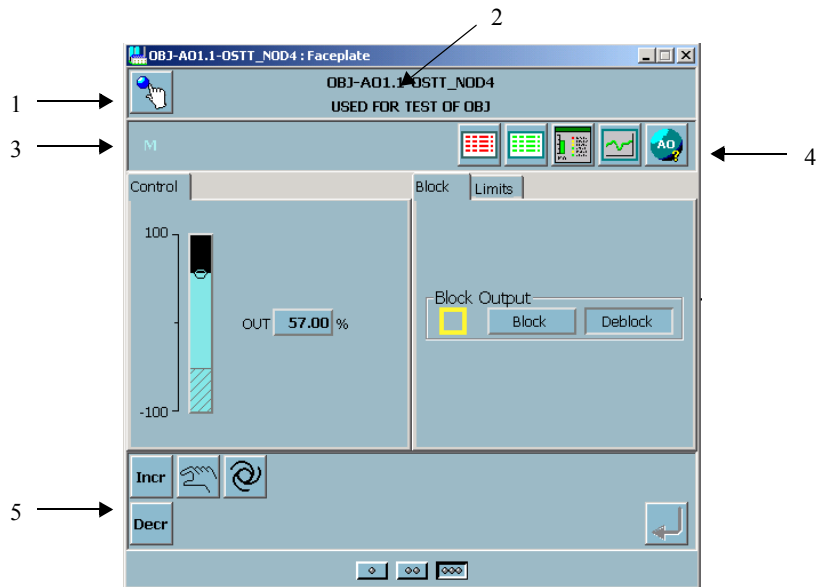 2
OBJ-AO1.1-OSTT_NOD4 : Faceplate
1
OBJ-AO1.1-OSTT_NOD4
USED FOR TEST OF OBJ
3
M
AO
?
4
Control
Block
Limits
100
-100
OUT 57.00 %
Block Output
Block
Deblock
5
Incr
Decr